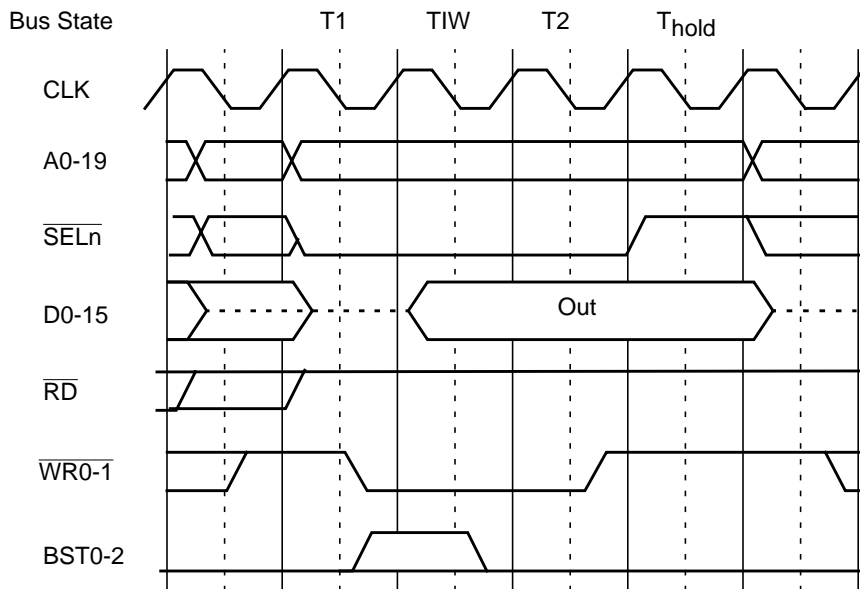 Bus State T1 TIW T2 Thold
CLK
A0-19
SELn
D0-15 Out
RD
WR0-1
BST0-2